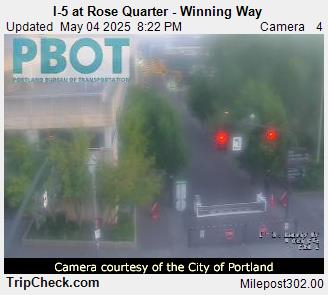 I-5 at Rose Quarter - Winning Way
Updated May 04 2025 8:22 PM Camera 4
PBOT
PORTLAND BUREAU OF TRANSPORTATION
Camera courtesy of the City of Portland
TripCheck.com Milepost302.00